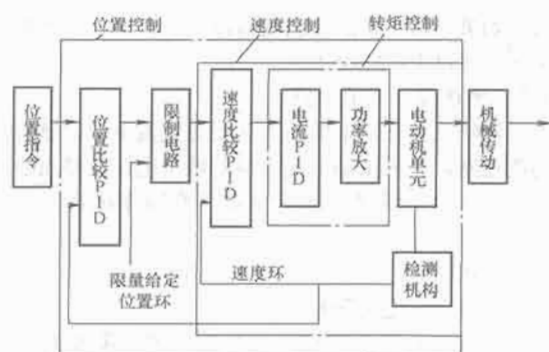 位置控制
速度控制
转矩控制
位置指令
位置比较PID
限制电路
速度比较PID
电流PID
功率放大
电动机单元
机械传动
限量给定
位置环
速度环
检测
机构